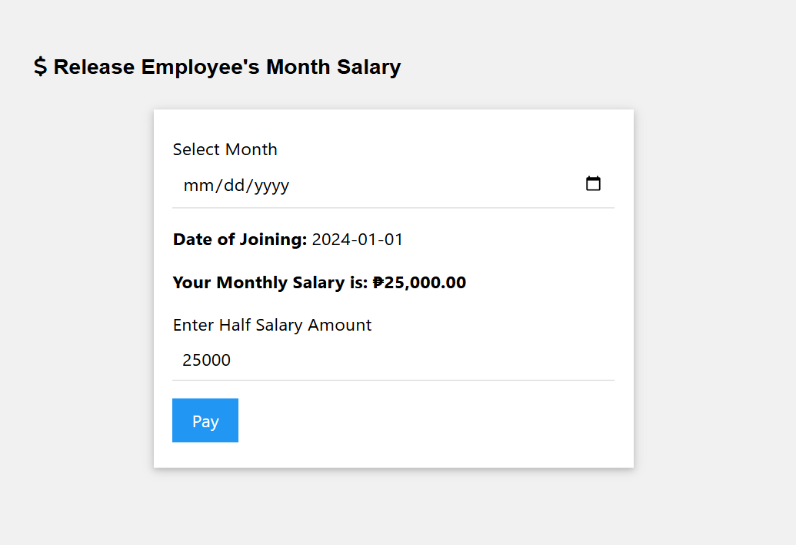 $ Release Employee's Month Salary
Select Month
mm/dd/yyyy
Date of Joining: 2024-01-01
Your Monthly Salary is: ₱25,000.00
Enter Half Salary Amount
25000
Pay